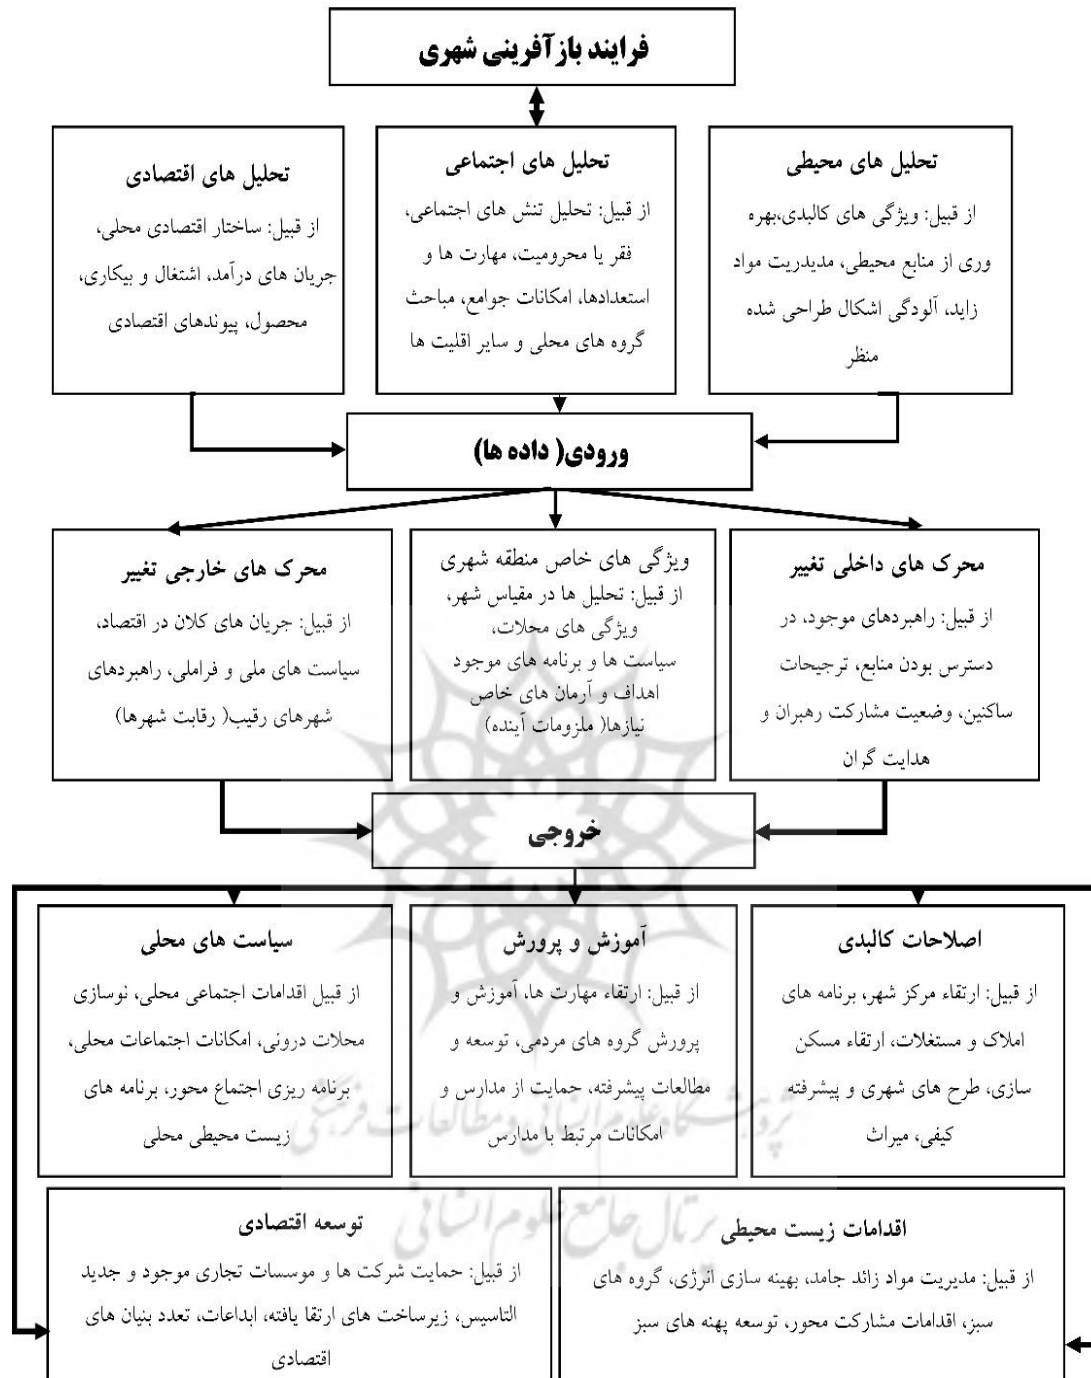 فرایند بازآفرینی شهری
تحلیل های محیطی
از قبیل: ویژگی های کالبدی،بهره
وری از منابع محیطی، مدیدریت مواد
زاید، آلودگی اشکال طراحی شده
منظر
تحلیل های اجتماعی
از قبیل: تحلیل تنش های اجتماعی،
فقر یا محرومیت، مهارت ها و
استعدادها، امکانات جوامع، مباحث
گروه های محلی و سایر اقلیت ها
تحلیل های اقتصادی
از قبیل: ساختار اقتصادی محلی،
جریان های درآمد، اشتغال و بیکاری،
محصول، پیوندهای اقتصادی
ورودی( داده ها)
محرک های داخلی تغییر
از قبیل: راهبردهای موجود، در
دسترس بودن منابع، ترجیحات
ساکنین، وضعیت مشارکت رهبران و
هدایت گران
ویژگی های خاص منطقه شهری
از قبیل: تحلیل ها در مقیاس شهر،
ویژگی های محلات،
سیاست ها و برنامه های موجود
اهداف و آرمان های خاص
نیازها( ملزومات آینده)
محرک های خارجی تغییر
از قبیل: جریان های کلان در اقتصاد،
سیاست های ملی و فراملی، راهبردهای
شهرهای رقیب( رقابت شهرها)
خروجی
اصلاحات کالبدی
از قبیل: ارتقاء مرکز شهر، برنامه های
املاک و مستغلات، ارتقاء مسکن
سازی، طرح های شهری و پیشرفته
کیفی، میراث
آموزش و پرورش
از قبیل: ارتقاء مهارت ها، آموزش و
پرورش گروه های مردمی، توسعه و
مطالعات پیشرفته، حمایت از مدارس و
امکانات مرتبط با مدارس
سیاست های محلی
از قبیل اقدامات اجتماعی محلی، نوسازی
محلات درونی، امکانات اجتماعات محلی،
برنامه ریزی اجتماع محور، برنامه های
زیست محیطی محلی
پژوهشگاه علوم انسانی و مطالعات فرهنگی
پرتال جامع علوم انسانی
اقدامات زیست محیطی
از قبیل: مدیریت مواد زائد جامد، بهینه سازی انرژی، گروه های
سبز، اقدامات مشارکت محور، توسعه پهنه های سبز
توسعه اقتصادی
از قبیل: حمایت شرکت ها و موسسات تجاری موجود و جدید
التاسیس، زیرساخت های ارتقا یافته، ابداعات، تعدد بنیان های
اقتصادی